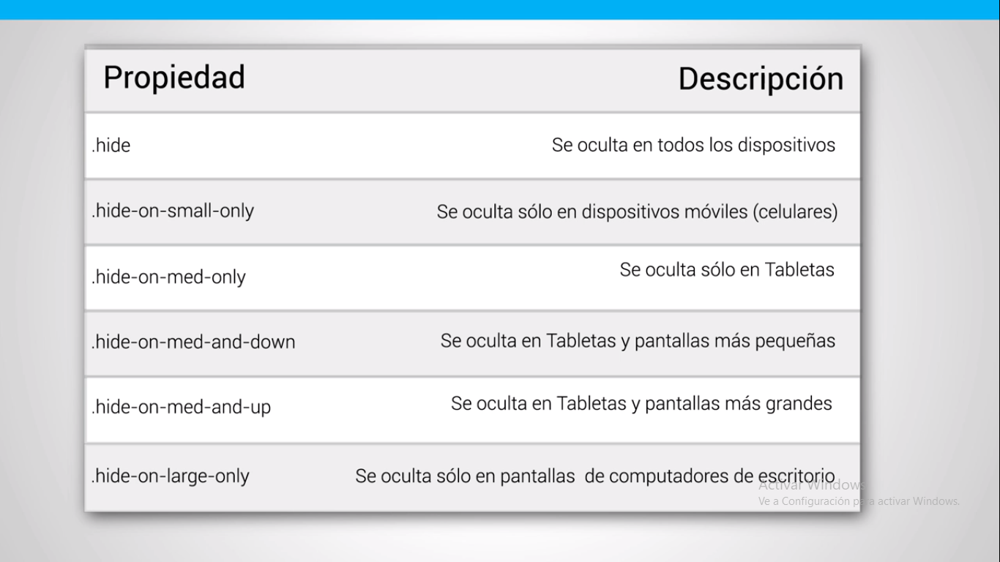 Propiedad Descripción
.hide Se oculta en todos los dispositivos
.hide-on-small-only Se oculta sólo en dispositivos móviles (celulares)
.hide-on-med-only Se oculta sólo en Tabletas
.hide-on-med-and-down Se oculta en Tabletas y pantallas más pequeñas
.hide-on-med-and-up Se oculta en Tabletas y pantallas más grandes
.hide-on-large-only Se oculta sólo en pantallas de computadores de escritorio
Activar Windows
Ve a Configuración para activar Windows.